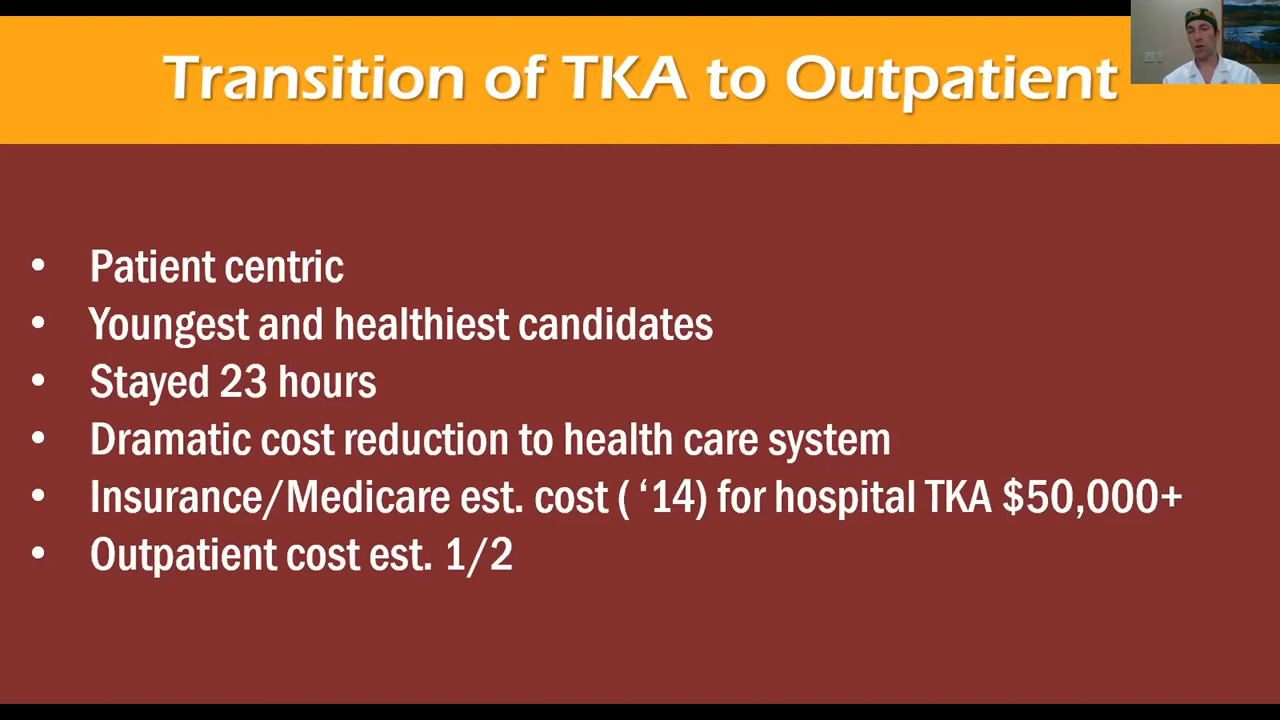 Transition of TKA to Outpatient
• Patient centric
• Youngest and healthiest candidates
• Stayed 23 hours
• Dramatic cost reduction to health care system
• Insurance/Medicare est. cost ( ‘14) for hospital TKA $50,000+
• Outpatient cost est. 1/2